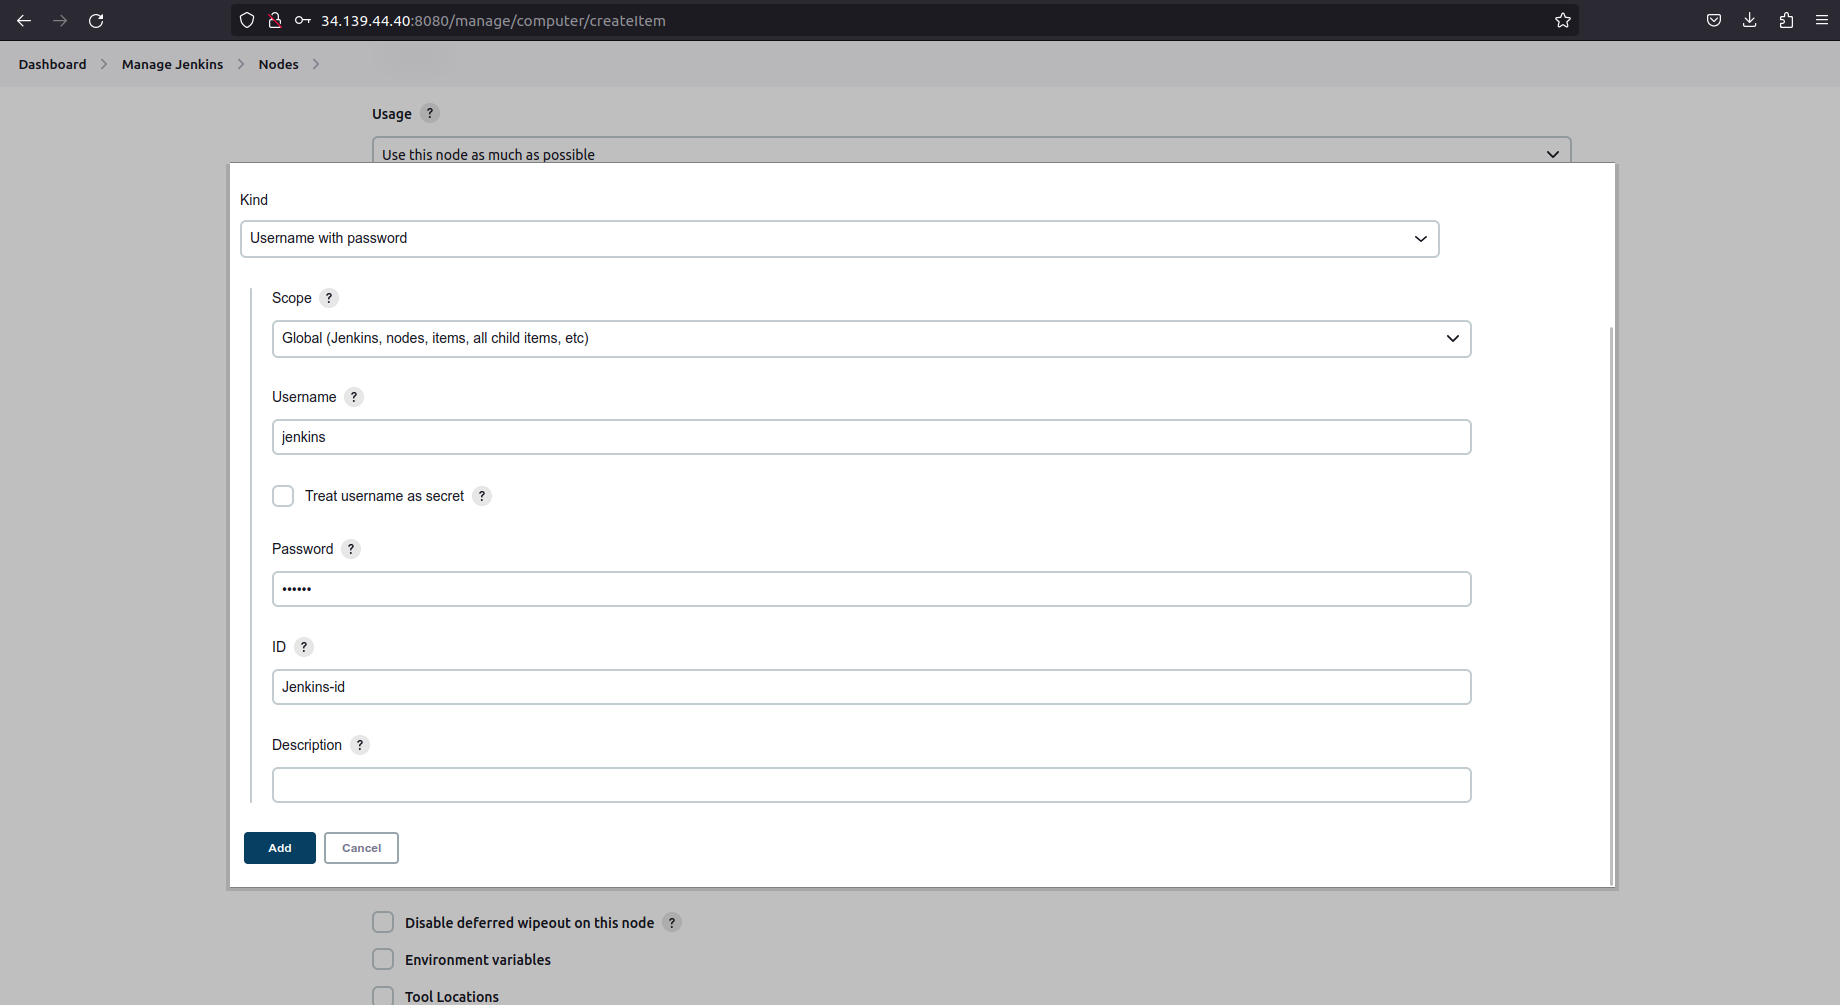 34.139.44.40:8080/manage/computer/createItem
Dashboard > Manage Jenkins > Nodes >
Usage ?
Use this node as much as possible
Kind
Username with password
Scope ?
Global (Jenkins, nodes, items, all child items, etc)
Username ?
jenkins
Treat username as secret ?
Password ?
••••••
ID ?
Jenkins-id
Description ?
Add Cancel
Disable deferred wipeout on this node ?
Environment variables
Tool Locations